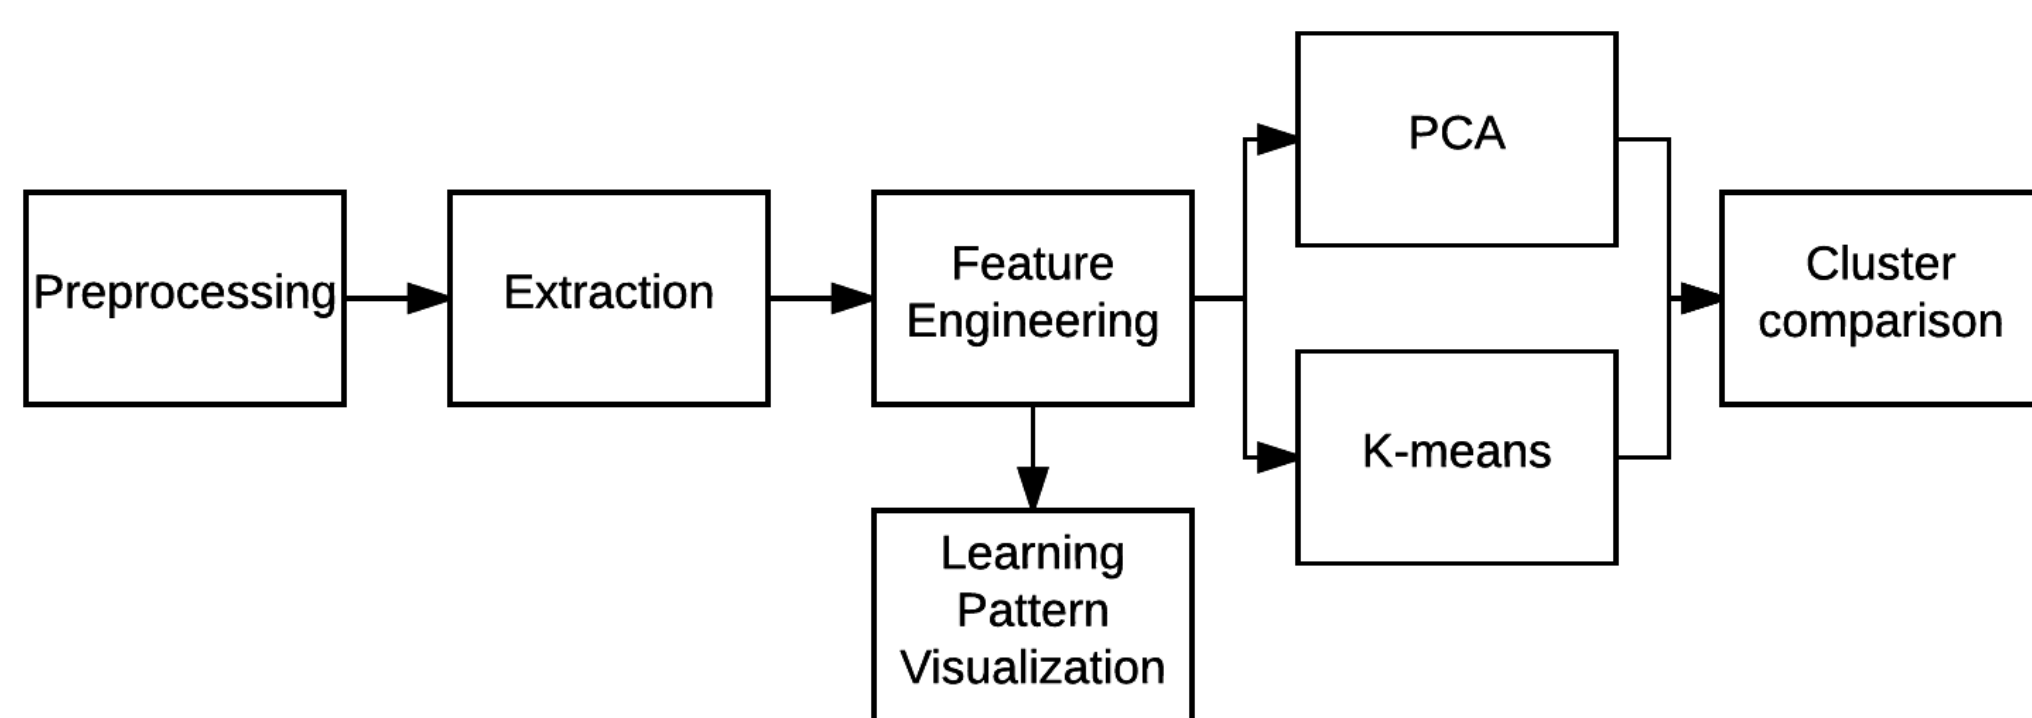 Preprocessing
Extraction
Feature
Engineering
PCA
K-means
Cluster
comparison
Learning
Pattern
Visualization